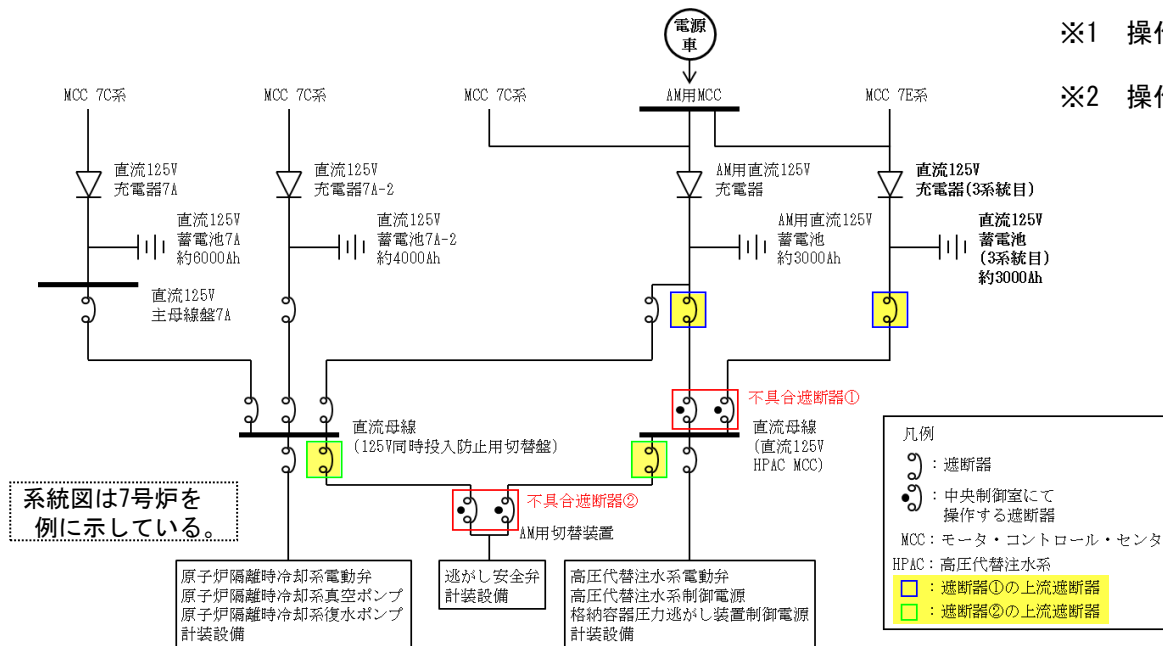 電源
車
※1　操作
※2　操作
MCC 7C系
MCC 7C系
MCC 7C系
AM用MCC
MCC 7E系
直流125V
充電器7A
直流125V
充電器7A-2
AM用直流125V
充電器
直流125V
充電器(3系統目)
直流125V
蓄電池7A
約6000Ah
直流125V
蓄電池7A-2
約4000Ah
AM用直流125V
蓄電池
約3000Ah
直流125V
蓄電池
(3系統目)
約3000Ah
直流125V
主母線盤7A
不具合遮断器①
直流母線
(125V同時投入防止用切替盤)
直流母線
(直流125V
HPAC MCC)
不具合遮断器②
AM用切替装置
系統図は7号炉を
例に示している。
原子炉隔離時冷却系電動弁
原子炉隔離時冷却系真空ポンプ
原子炉隔離時冷却系復水ポンプ
計装設備
逃がし安全弁
計装設備
高圧代替注水系電動弁
高圧代替注水系制御電源
格納容器圧力逃がし装置制御電源
計装設備
凡例
：遮断器
：中央制御室にて
操作する遮断器
MCC：モータ・コントロール・センタ
HPAC：高圧代替注水系
：遮断器①の上流遮断器
：遮断器②の上流遮断器